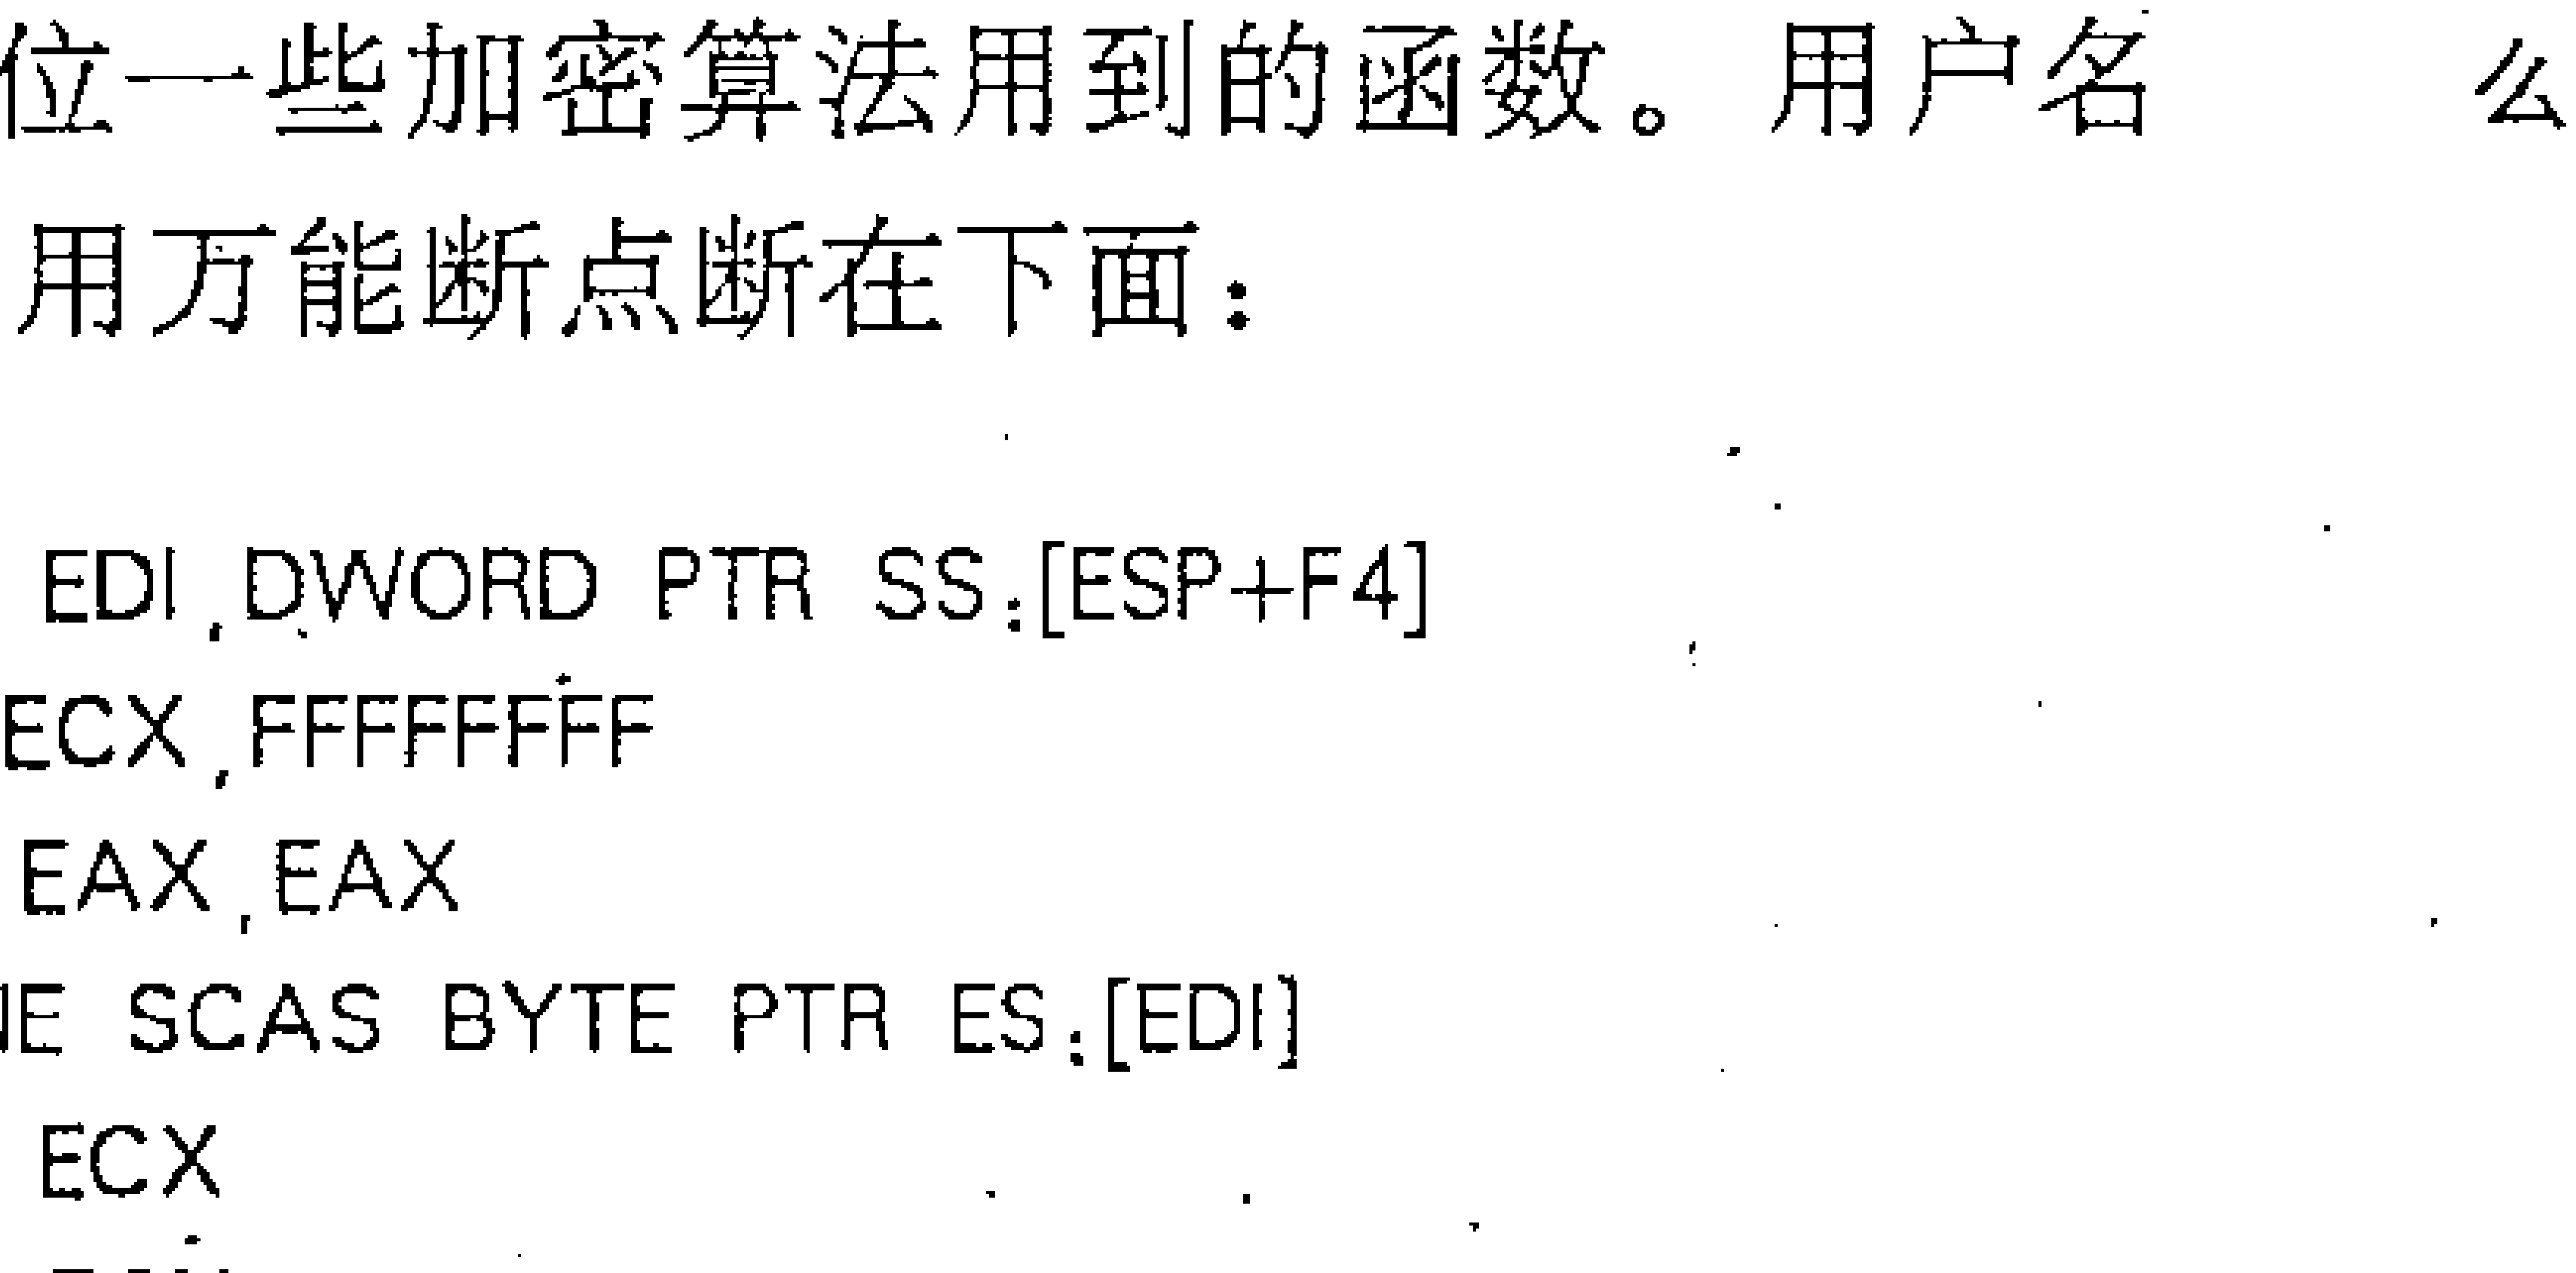 位一些加密算法用到的函数。用户名 么
用万能断点断在下面：
EDI,DWORD PTR SS:[ESP+F4]
ECX,FFFFFFFF
EAX,EAX
NE SCAS BYTE PTR ES:[EDI]
ECX